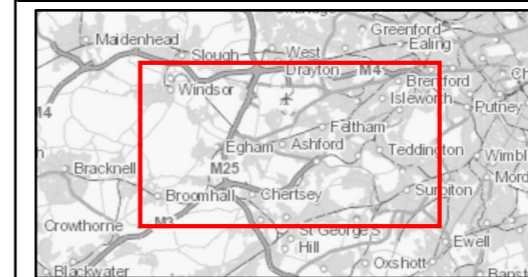 Greenford
Maidenhead
Ealing
Slough
West
Drayton
M4
Brentford
Windsor
Isleworth
Putney
Feltham
Egham
Ashford
Teddington
Bracknell
M25
Broomhall
Chertsey
Surbiton
M3
Crowthorne
St George's
Hill
Ewell
Oxshott
Blackwater